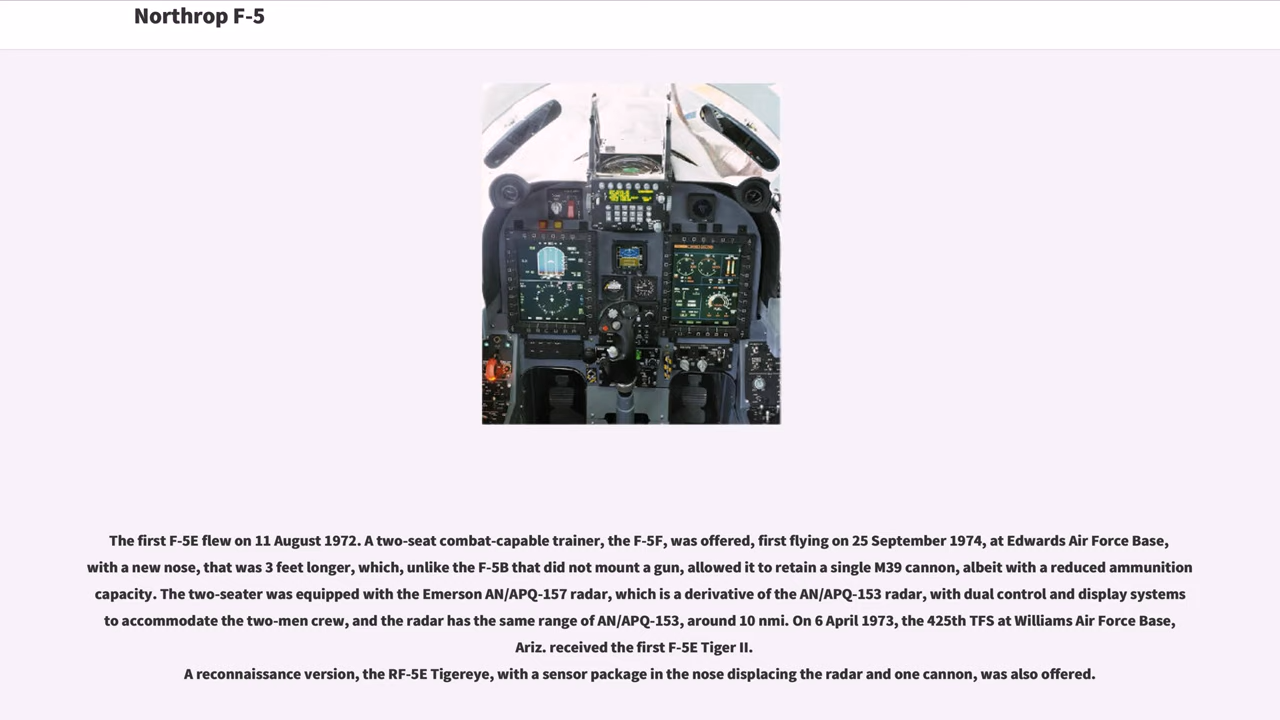 Northrop F-5
The first F-5E flew on 11 August 1972. A two-seat combat-capable trainer, the F-5F, was offered, first flying on 25 September 1974, at Edwards Air Force Base,
with a new nose, that was 3 feet longer, which, unlike the F-5B that did not mount a gun, allowed it to retain a single M39 cannon, albeit with a reduced ammunition
capacity. The two-seater was equipped with the Emerson AN/APQ-157 radar, which is a derivative of the AN/APQ-153 radar, with dual control and display systems
to accommodate the two-men crew, and the radar has the same range of AN/APQ-153, around 10 nmi. On 6 April 1973, the 425th TFS at Williams Air Force Base,
Ariz. received the first F-5E Tiger II.
A reconnaissance version, the RF-5E Tigereye, with a sensor package in the nose displacing the radar and one cannon, was also offered.